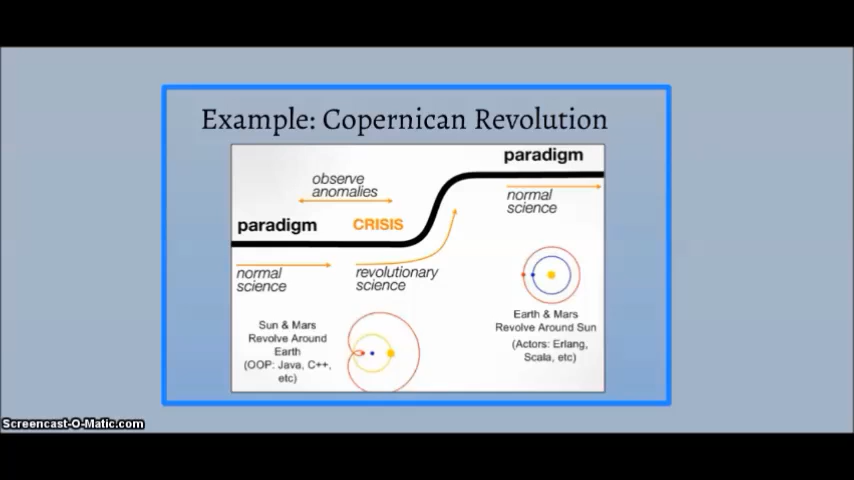 Example: Copernican Revolution
paradigm
observe
anomalies
normal
science
paradigm
CRISIS
normal
science
revolutionary
science
Sun & Mars
Revolve Around
Earth
(OOP: Java, C++,
etc)
Earth & Mars
Revolve Around Sun
(Actors: Erlang,
Scala, etc)
Screencast-O-Matic.com